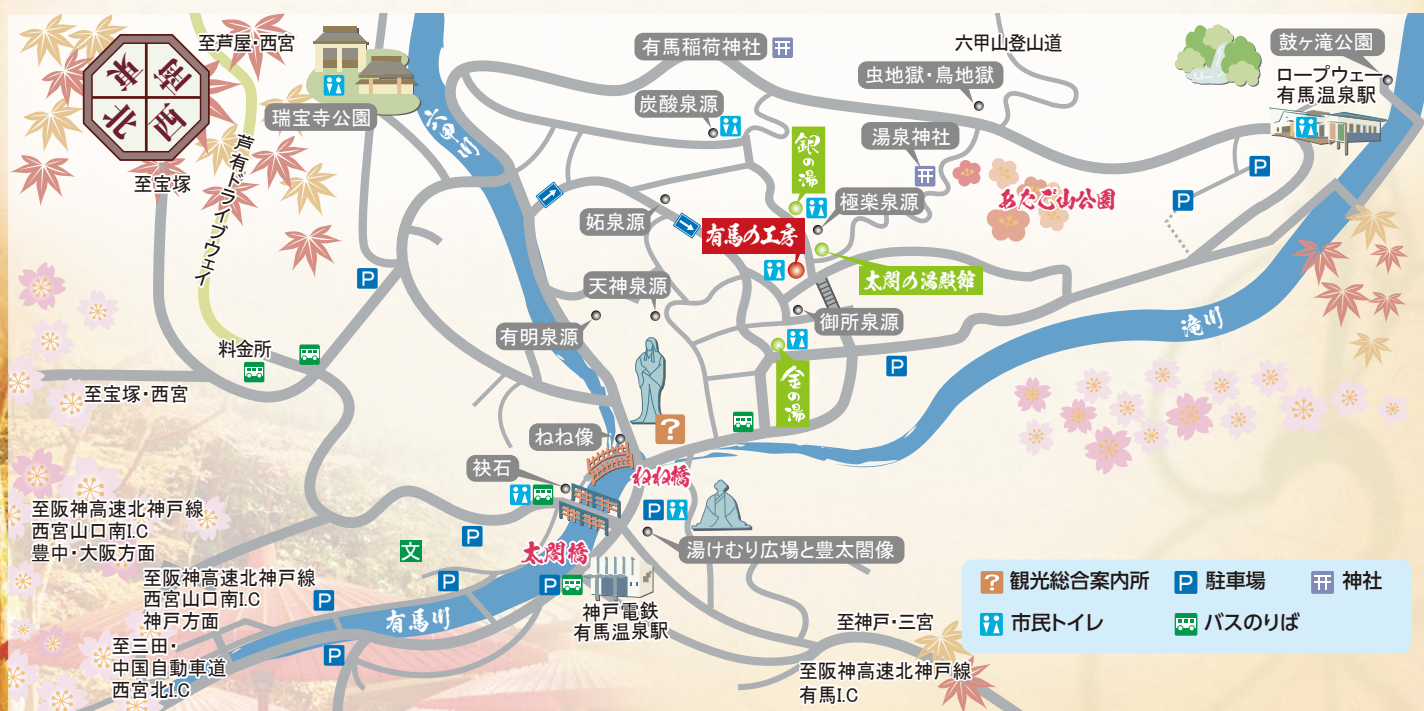 東
南
北
西
至芦屋・西宮
瑞宝寺公園
至宝塚
芦有ドライブウェイ
六甲川
有馬稲荷神社
炭酸泉源
六甲山登山道
虫地獄・鳥地獄
鼓ヶ滝公園
ロープウェー
有馬温泉駅
銀の湯
湯泉神社
極楽泉源
あたご山公園
妬泉源
有馬の工房
太閤の湯殿館
天神泉源
有明泉源
御所泉源
滝川
料金所
至宝塚・西宮
金の湯
ねね像
袂石
ねね橋
至阪神高速北神戸線
西宮山口南I.C
豊中・大阪方面
文
太閤橋
湯けむり広場と豊太閤像
至阪神高速北神戸線
西宮山口南I.C
神戸方面
有馬川
神戸電鉄
有馬温泉駅
至三田・
中国自動車道
西宮北I.C
至神戸・三宮
至阪神高速北神戸線
有馬I.C
? 観光総合案内所
P 駐車場
神社
市民トイレ
バスのりば